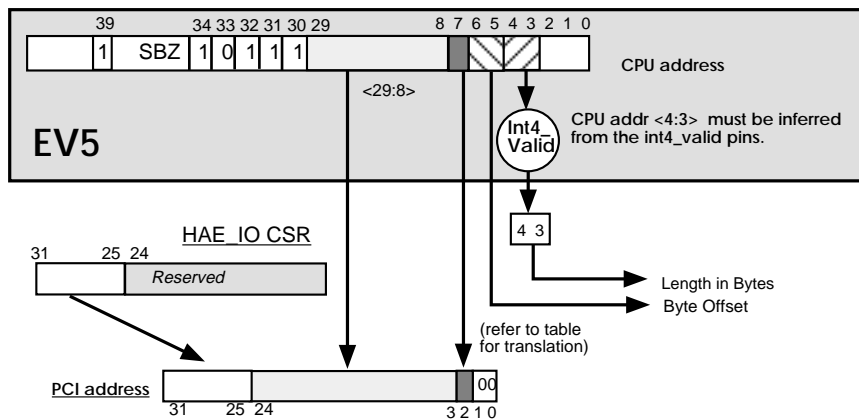 39 34 33 32 31 30 29 8 7 6 5 4 3 2 1 0
1 SBZ 1 0 1 1 1
CPU address
<29:8>
EV5
Int4_
Valid
CPU addr <4:3> must be inferred
from the int4_valid pins.
4 3
HAE_IO CSR
31 25 24
Reserved
Length in Bytes
Byte Offset
(refer to table
for translation)
PCI address
00
31 25 24 3 2 1 0